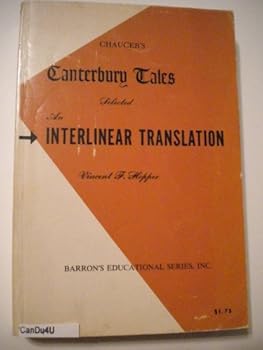 CHAUCER'S
Canterbury Tales
Selected
An
→ INTERLINEAR TRANSLATION
Vincent F. Hopper
BARRON'S EDUCATIONAL SERIES, INC.
$1.75
CanDu4U